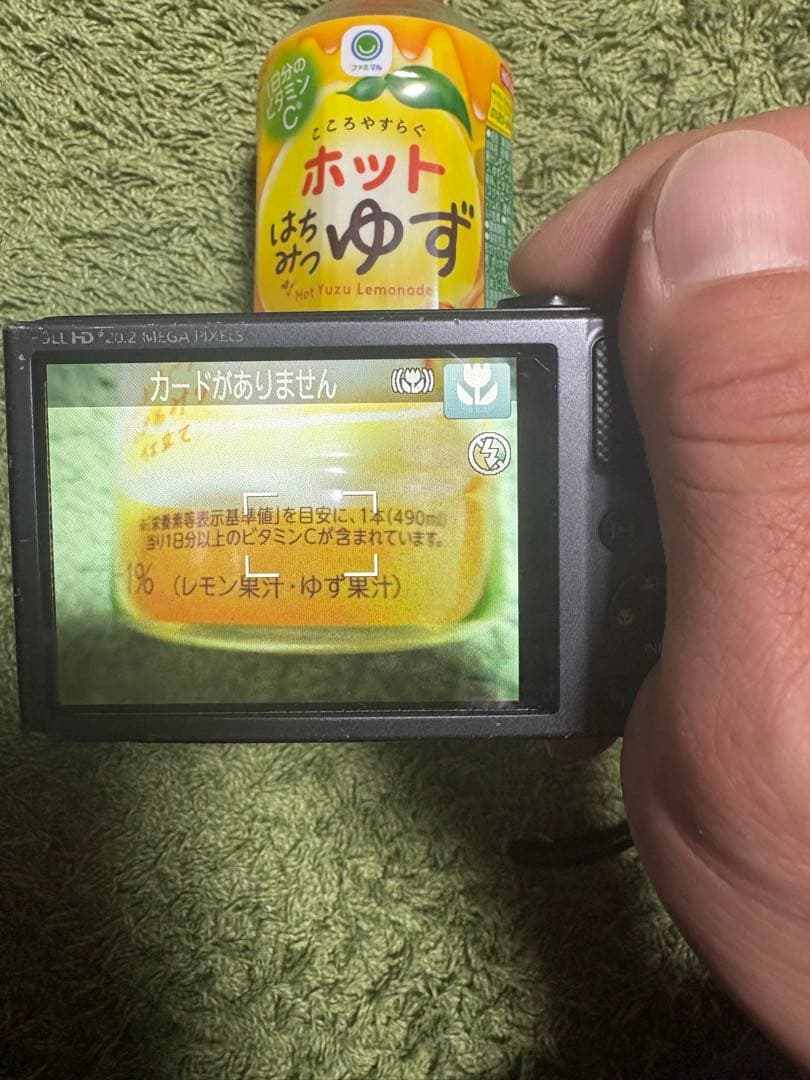 ファミマル
1日分の
ビタミン
C
こころやすらぐ
ホット
はち
みつ
ゆず
Hot Yuzu Lemonade
FULL HD 20.2 MEGA PIXELS
カードがありません
仕立て
※「栄養素等表示基準値」を目安に、1本(490ml)
当り1日分以上のビタミンCが含まれています。
1% (レモン果汁・ゆず果汁)